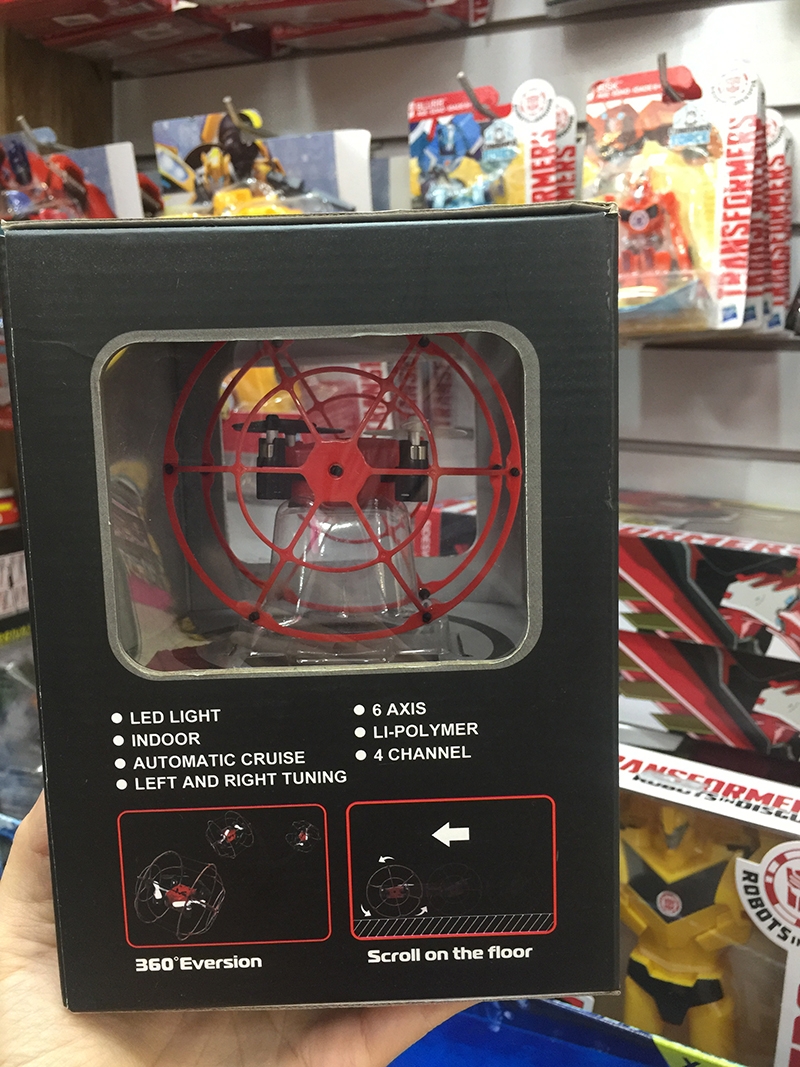 TRANSFORMERS
● LED LIGHT
● INDOOR
● AUTOMATIC CRUISE
● LEFT AND RIGHT TUNING
● 6 AXIS
● LI-POLYMER
● 4 CHANNEL
360°Eversion
Scroll on the floor
ROBOTS IN